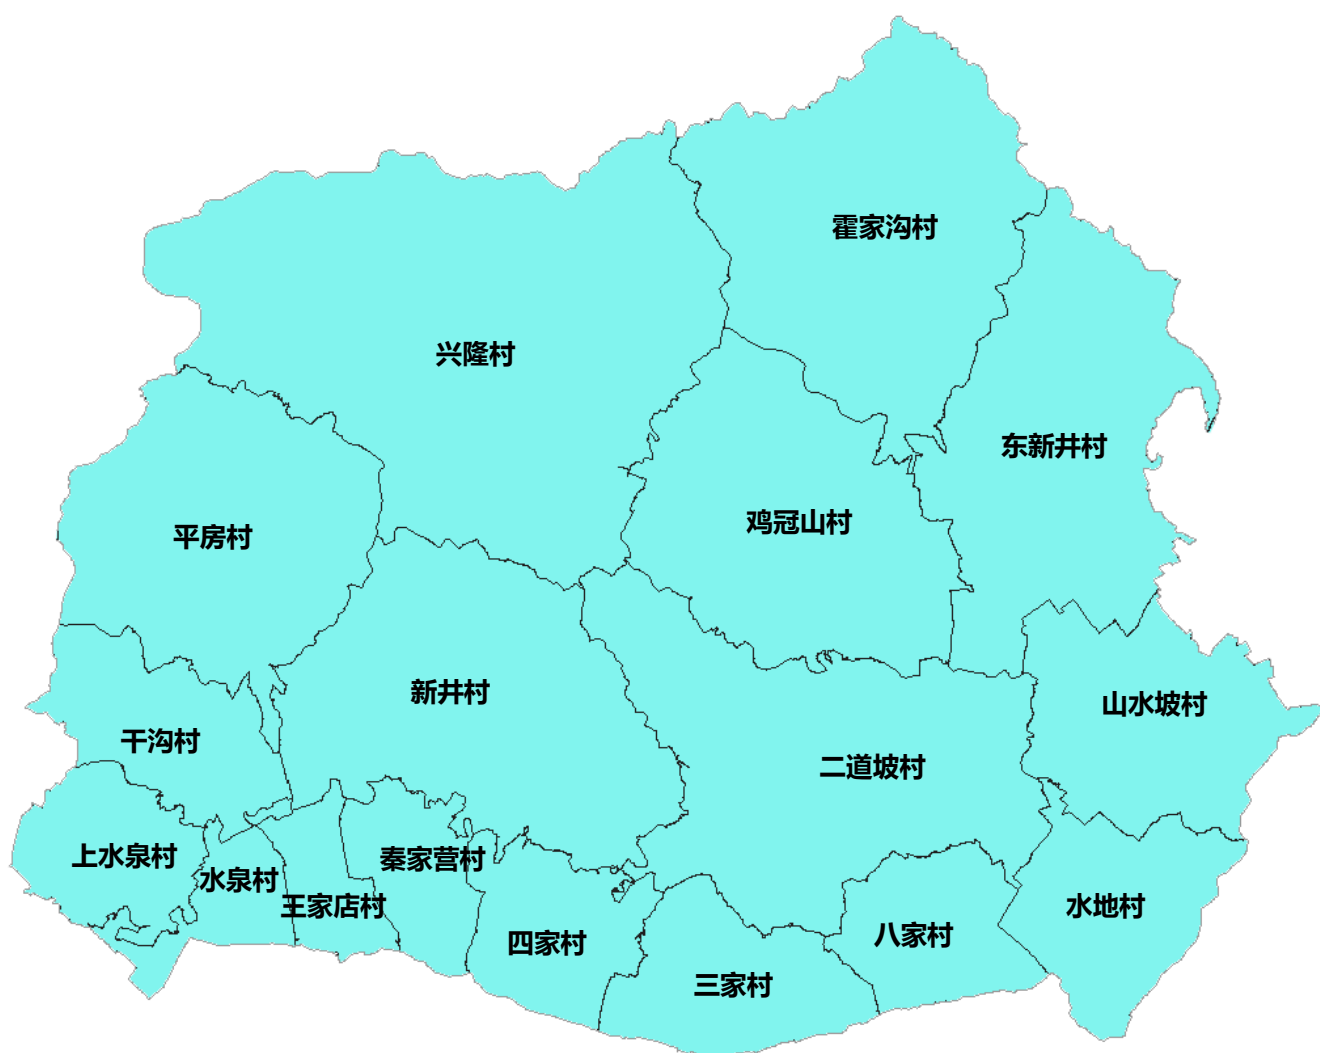 霍家沟村
兴隆村
东新井村
鸡冠山村
平房村
新井村
山水坡村
干沟村
二道坡村
上水泉村
秦家营村
水泉村
王家店村
水地村
八家村
四家村
三家村